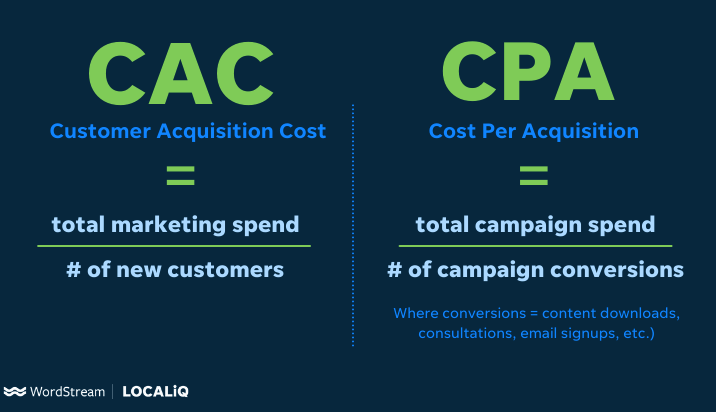 CAC
Customer Acquisition Cost
=
total marketing spend
# of new customers
CPA
Cost Per Acquisition
=
total campaign spend
# of campaign conversions
Where conversions = content downloads,
consultations, email signups, etc.)
WordStream | LOCALiQ